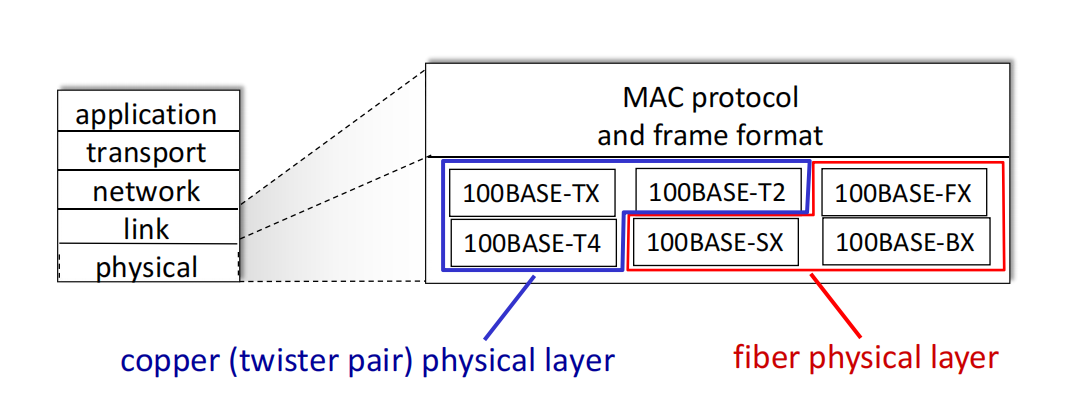 application
transport
network
link
physical
MAC protocol
and frame format
100BASE-TX
100BASE-T2
100BASE-FX
100BASE-T4
100BASE-SX
100BASE-BX
copper (twister pair) physical layer
fiber physical layer